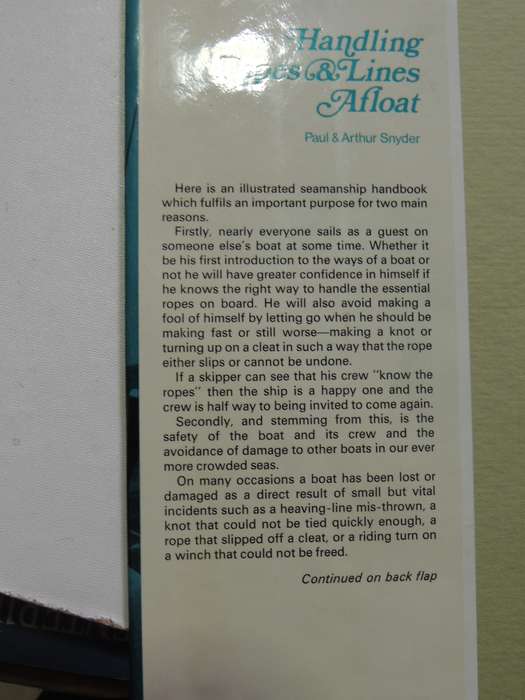 Handling
Ropes & Lines
Afloat
Paul & Arthur Snyder
Here is an illustrated seamanship handbook
which fulfils an important purpose for two main
reasons.
Firstly, nearly everyone sails as a guest on
someone else's boat at some time. Whether it
be his first introduction to the ways of a boat or
not he will have greater confidence in himself if
he knows the right way to handle the essential
ropes on board. He will also avoid making a
fool of himself by letting go when he should be
making fast or still worse—making a knot or
turning up on a cleat in such a way that the rope
either slips or cannot be undone.
If a skipper can see that his crew "know the
ropes" then the ship is a happy one and the
crew is half way to being invited to come again.
Secondly, and stemming from this, is the
safety of the boat and its crew and the
avoidance of damage to other boats in our ever
more crowded seas.
On many occasions a boat has been lost or
damaged as a direct result of small but vital
incidents such as a heaving-line mis-thrown, a
knot that could not be tied quickly enough, a
rope that slipped off a cleat, or a riding turn on
a winch that could not be freed.
Continued on back flap